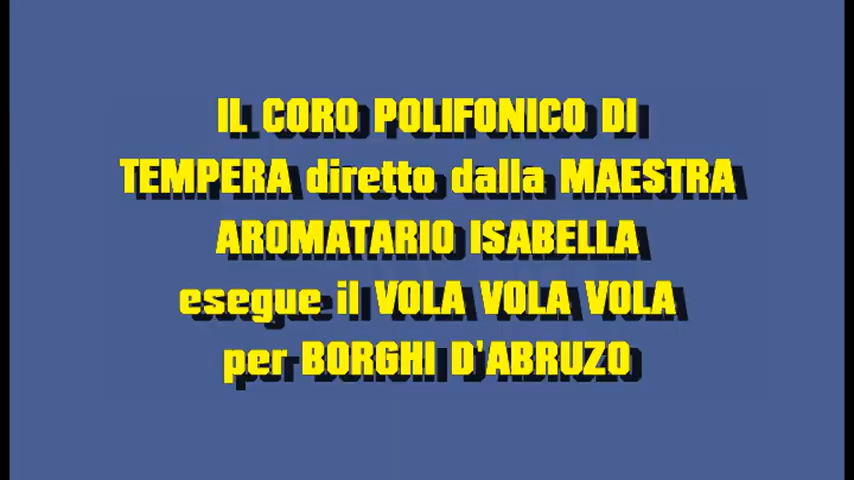 IL CORO POLIFONICO DI
TEMPERA diretto dalla MAESTRA
AROMATARIO ISABELLA
esegue il VOLA VOLA VOLA
per BORGHI D'ABRUZO